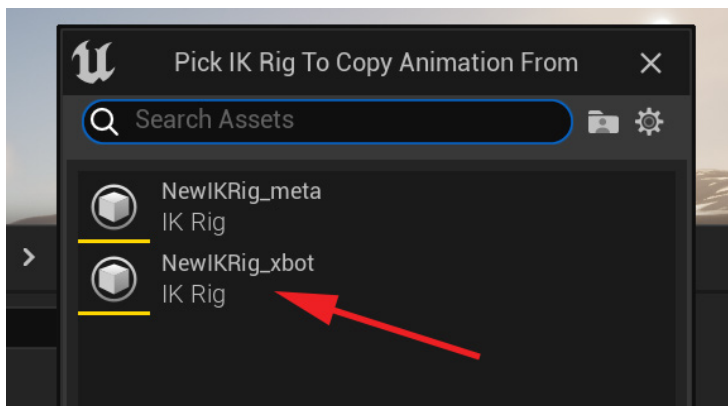 Pick IK Rig To Copy Animation From
Search Assets
NewIKRig_meta
IK Rig
NewIKRig_xbot
IK Rig